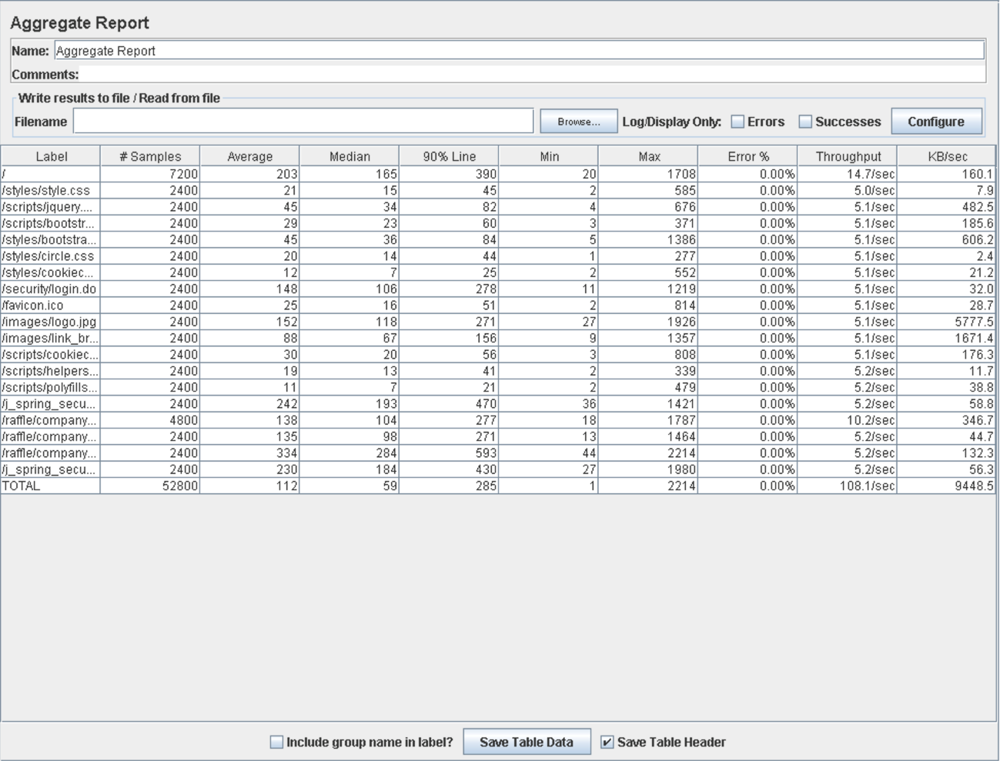 Aggregate Report
Name: Aggregate Report
Comments:
Write results to file / Read from file
Filename Browse... Log/Display Only: Errors Successes Configure
Label # Samples Average Median 90% Line Min Max Error % Throughput KB/sec
/ 7200 203 165 390 20 1708 0.00% 14.7/sec 160.1
/styles/style.css 2400 21 15 45 2 585 0.00% 5.0/sec 7.9
/scripts/jquery.... 2400 45 34 82 4 676 0.00% 5.1/sec 482.5
/scripts/bootstr... 2400 29 23 60 3 371 0.00% 5.1/sec 185.6
/styles/bootstra... 2400 45 36 84 5 1386 0.00% 5.1/sec 606.2
/styles/circle.css 2400 20 14 44 1 277 0.00% 5.1/sec 2.4
/styles/cookiec... 2400 12 7 25 2 552 0.00% 5.1/sec 21.2
/security/login.do 2400 148 106 278 11 1219 0.00% 5.1/sec 32.0
/favicon.ico 2400 25 16 51 2 814 0.00% 5.1/sec 28.7
/images/logo.jpg 2400 152 118 271 27 1926 0.00% 5.1/sec 5777.5
/images/link_br... 2400 88 67 156 9 1357 0.00% 5.1/sec 1671.4
/scripts/cookiec... 2400 30 20 56 3 808 0.00% 5.1/sec 176.3
/scripts/helpers... 2400 19 13 41 2 339 0.00% 5.2/sec 11.7
/scripts/polyfills... 2400 11 7 21 2 479 0.00% 5.2/sec 38.8
/j_spring_secu... 2400 242 193 470 36 1421 0.00% 5.2/sec 58.8
/raffle/company... 4800 138 104 277 18 1787 0.00% 10.2/sec 346.7
/raffle/company... 2400 135 98 271 13 1464 0.00% 5.2/sec 44.7
/raffle/company... 2400 334 284 593 44 2214 0.00% 5.2/sec 132.3
/j_spring_secu... 2400 230 184 430 27 1980 0.00% 5.2/sec 56.3
TOTAL 52800 112 59 285 1 2214 0.00% 108.1/sec 9448.5
Include group name in label? Save Table Data Save Table Header